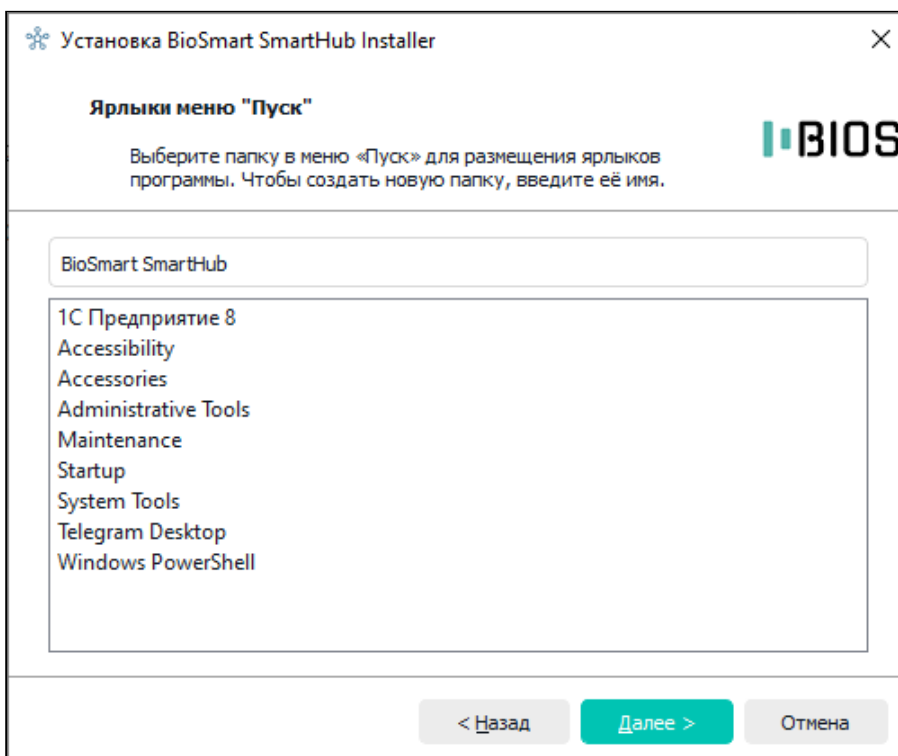 Установка BioSmart SmartHub Installer
Ярлыки меню "Пуск"
BIOS
Выберите папку в меню «Пуск» для размещения ярлыков
программы. Чтобы создать новую папку, введите её имя.
BioSmart SmartHub
1С Предприятие 8
Accessibility
Accessories
Administrative Tools
Maintenance
Startup
System Tools
Telegram Desktop
Windows PowerShell
< Назад
Далее >
Отмена